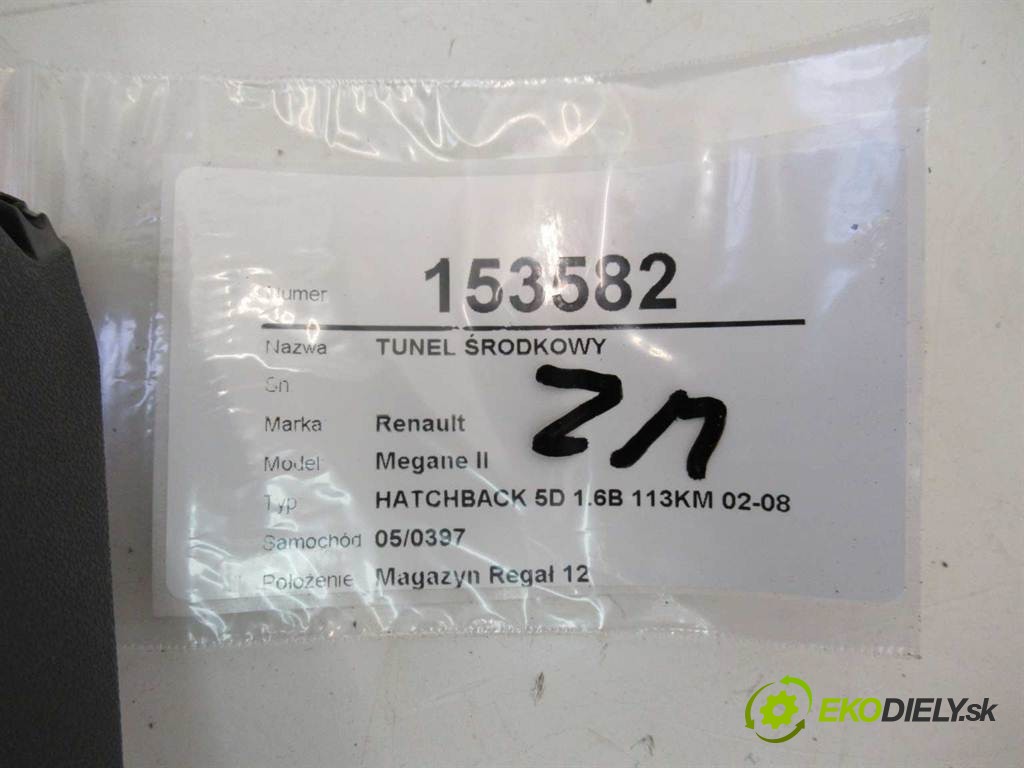 Numer 153582
Nazwa TUNEL ŚRODKOWY
Sn
Marka Renault
Model Megane II
Typ HATCHBACK 5D 1.6B 113KM 02-08
Samochód 05/0397
Położenie Magazyn Regał 12
EKODIELY.sk